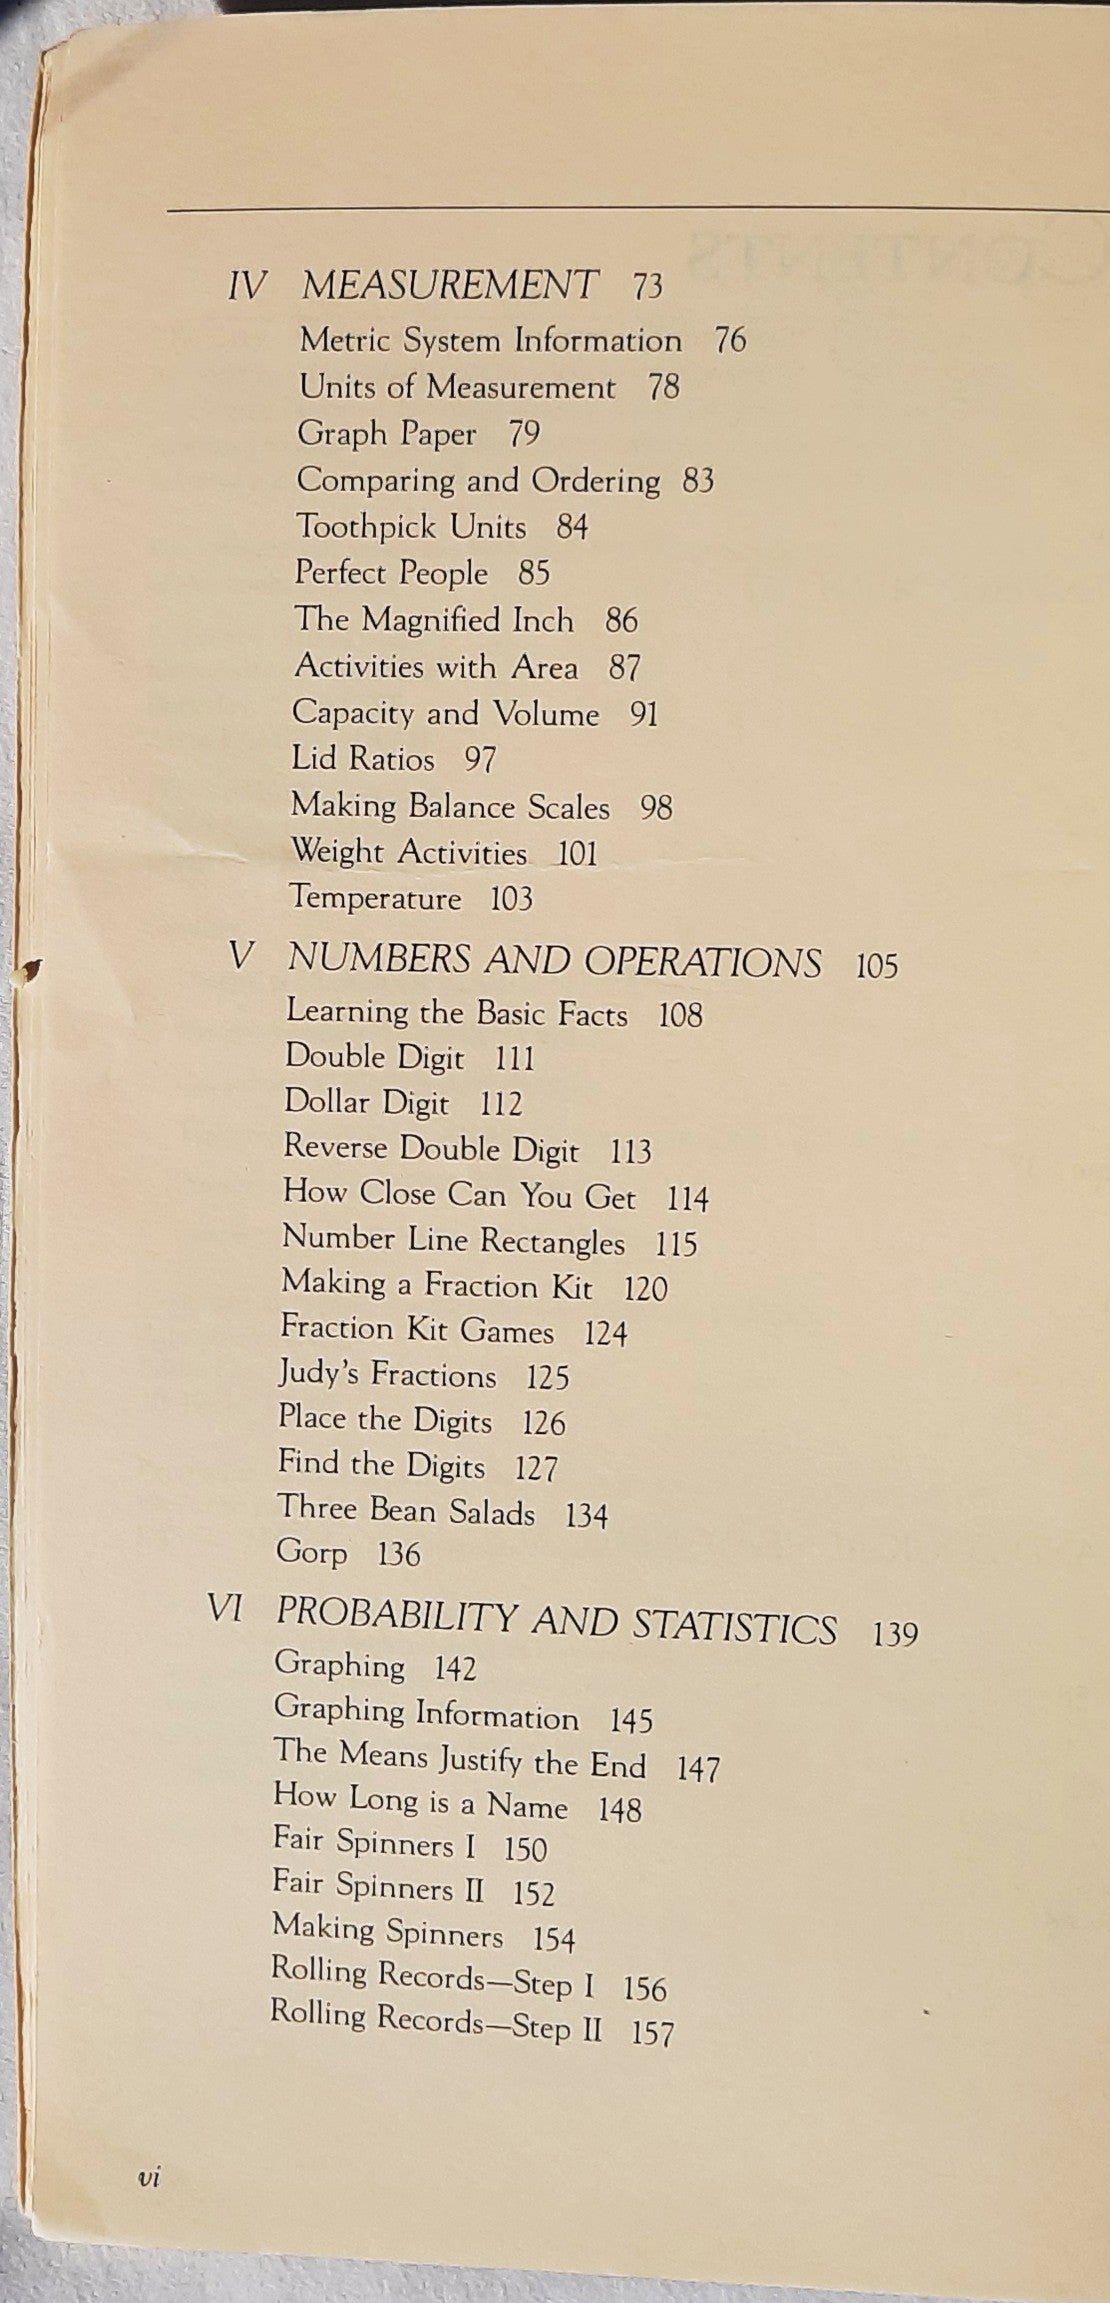 IV MEASUREMENT 73
Metric System Information 76
Units of Measurement 78
Graph Paper 79
Comparing and Ordering 83
Toothpick Units 84
Perfect People 85
The Magnified Inch 86
Activities with Area 87
Capacity and Volume 91
Lid Ratios 97
Making Balance Scales 98
Weight Activities 101
Temperature 103
V NUMBERS AND OPERATIONS 105
Learning the Basic Facts 108
Double Digit 111
Dollar Digit 112
Reverse Double Digit 113
How Close Can You Get 114
Number Line Rectangles 115
Making a Fraction Kit 120
Fraction Kit Games 124
Judy's Fractions 125
Place the Digits 126
Find the Digits 127
Three Bean Salads 134
Gorp 136
VI PROBABILITY AND STATISTICS 139
Graphing 142
Graphing Information 145
The Means Justify the End 147
How Long is a Name 148
Fair Spinners I 150
Fair Spinners II 152
Making Spinners 154
Rolling Records—Step I 156
Rolling Records—Step II 157
vi